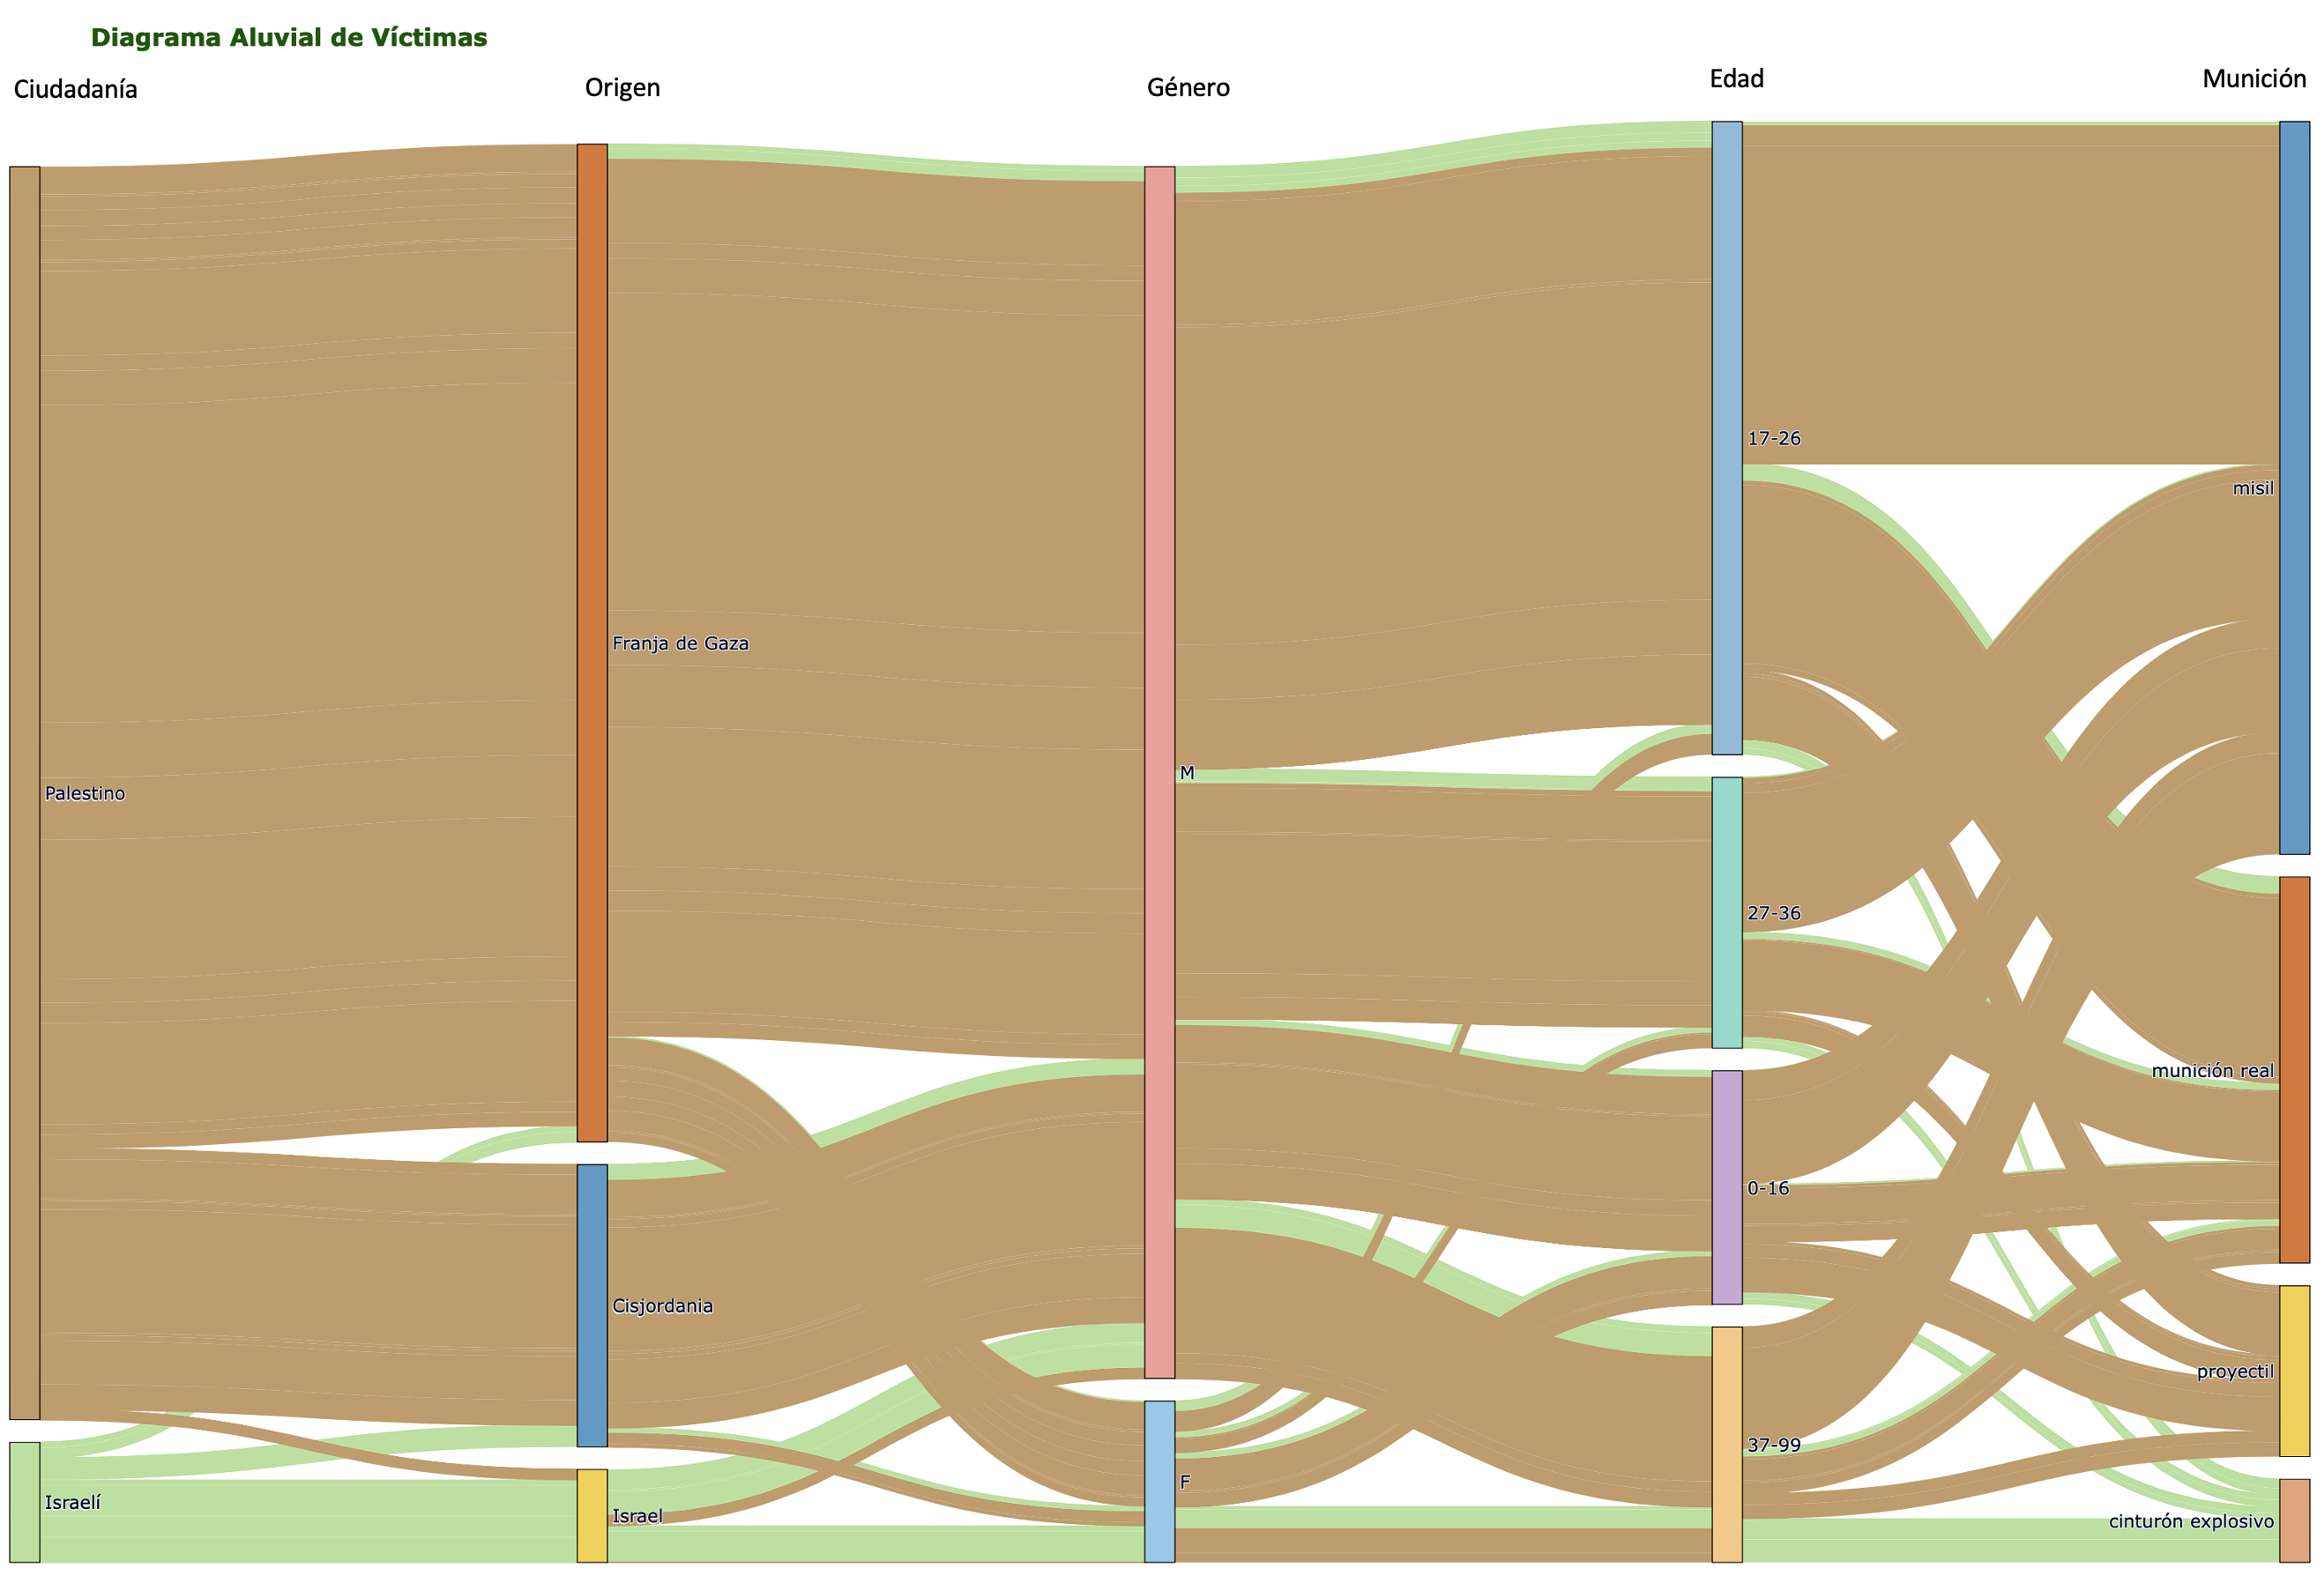 Diagrama Aluvial de Víctimas
Ciudadanía
Origen
Género
Edad
Munición
Palestino
Israelí
Franja de Gaza
Cisjordania
Israel
M
F
17-26
27-36
0-16
37-99
misil
munición real
proyectil
cinturón explosivo